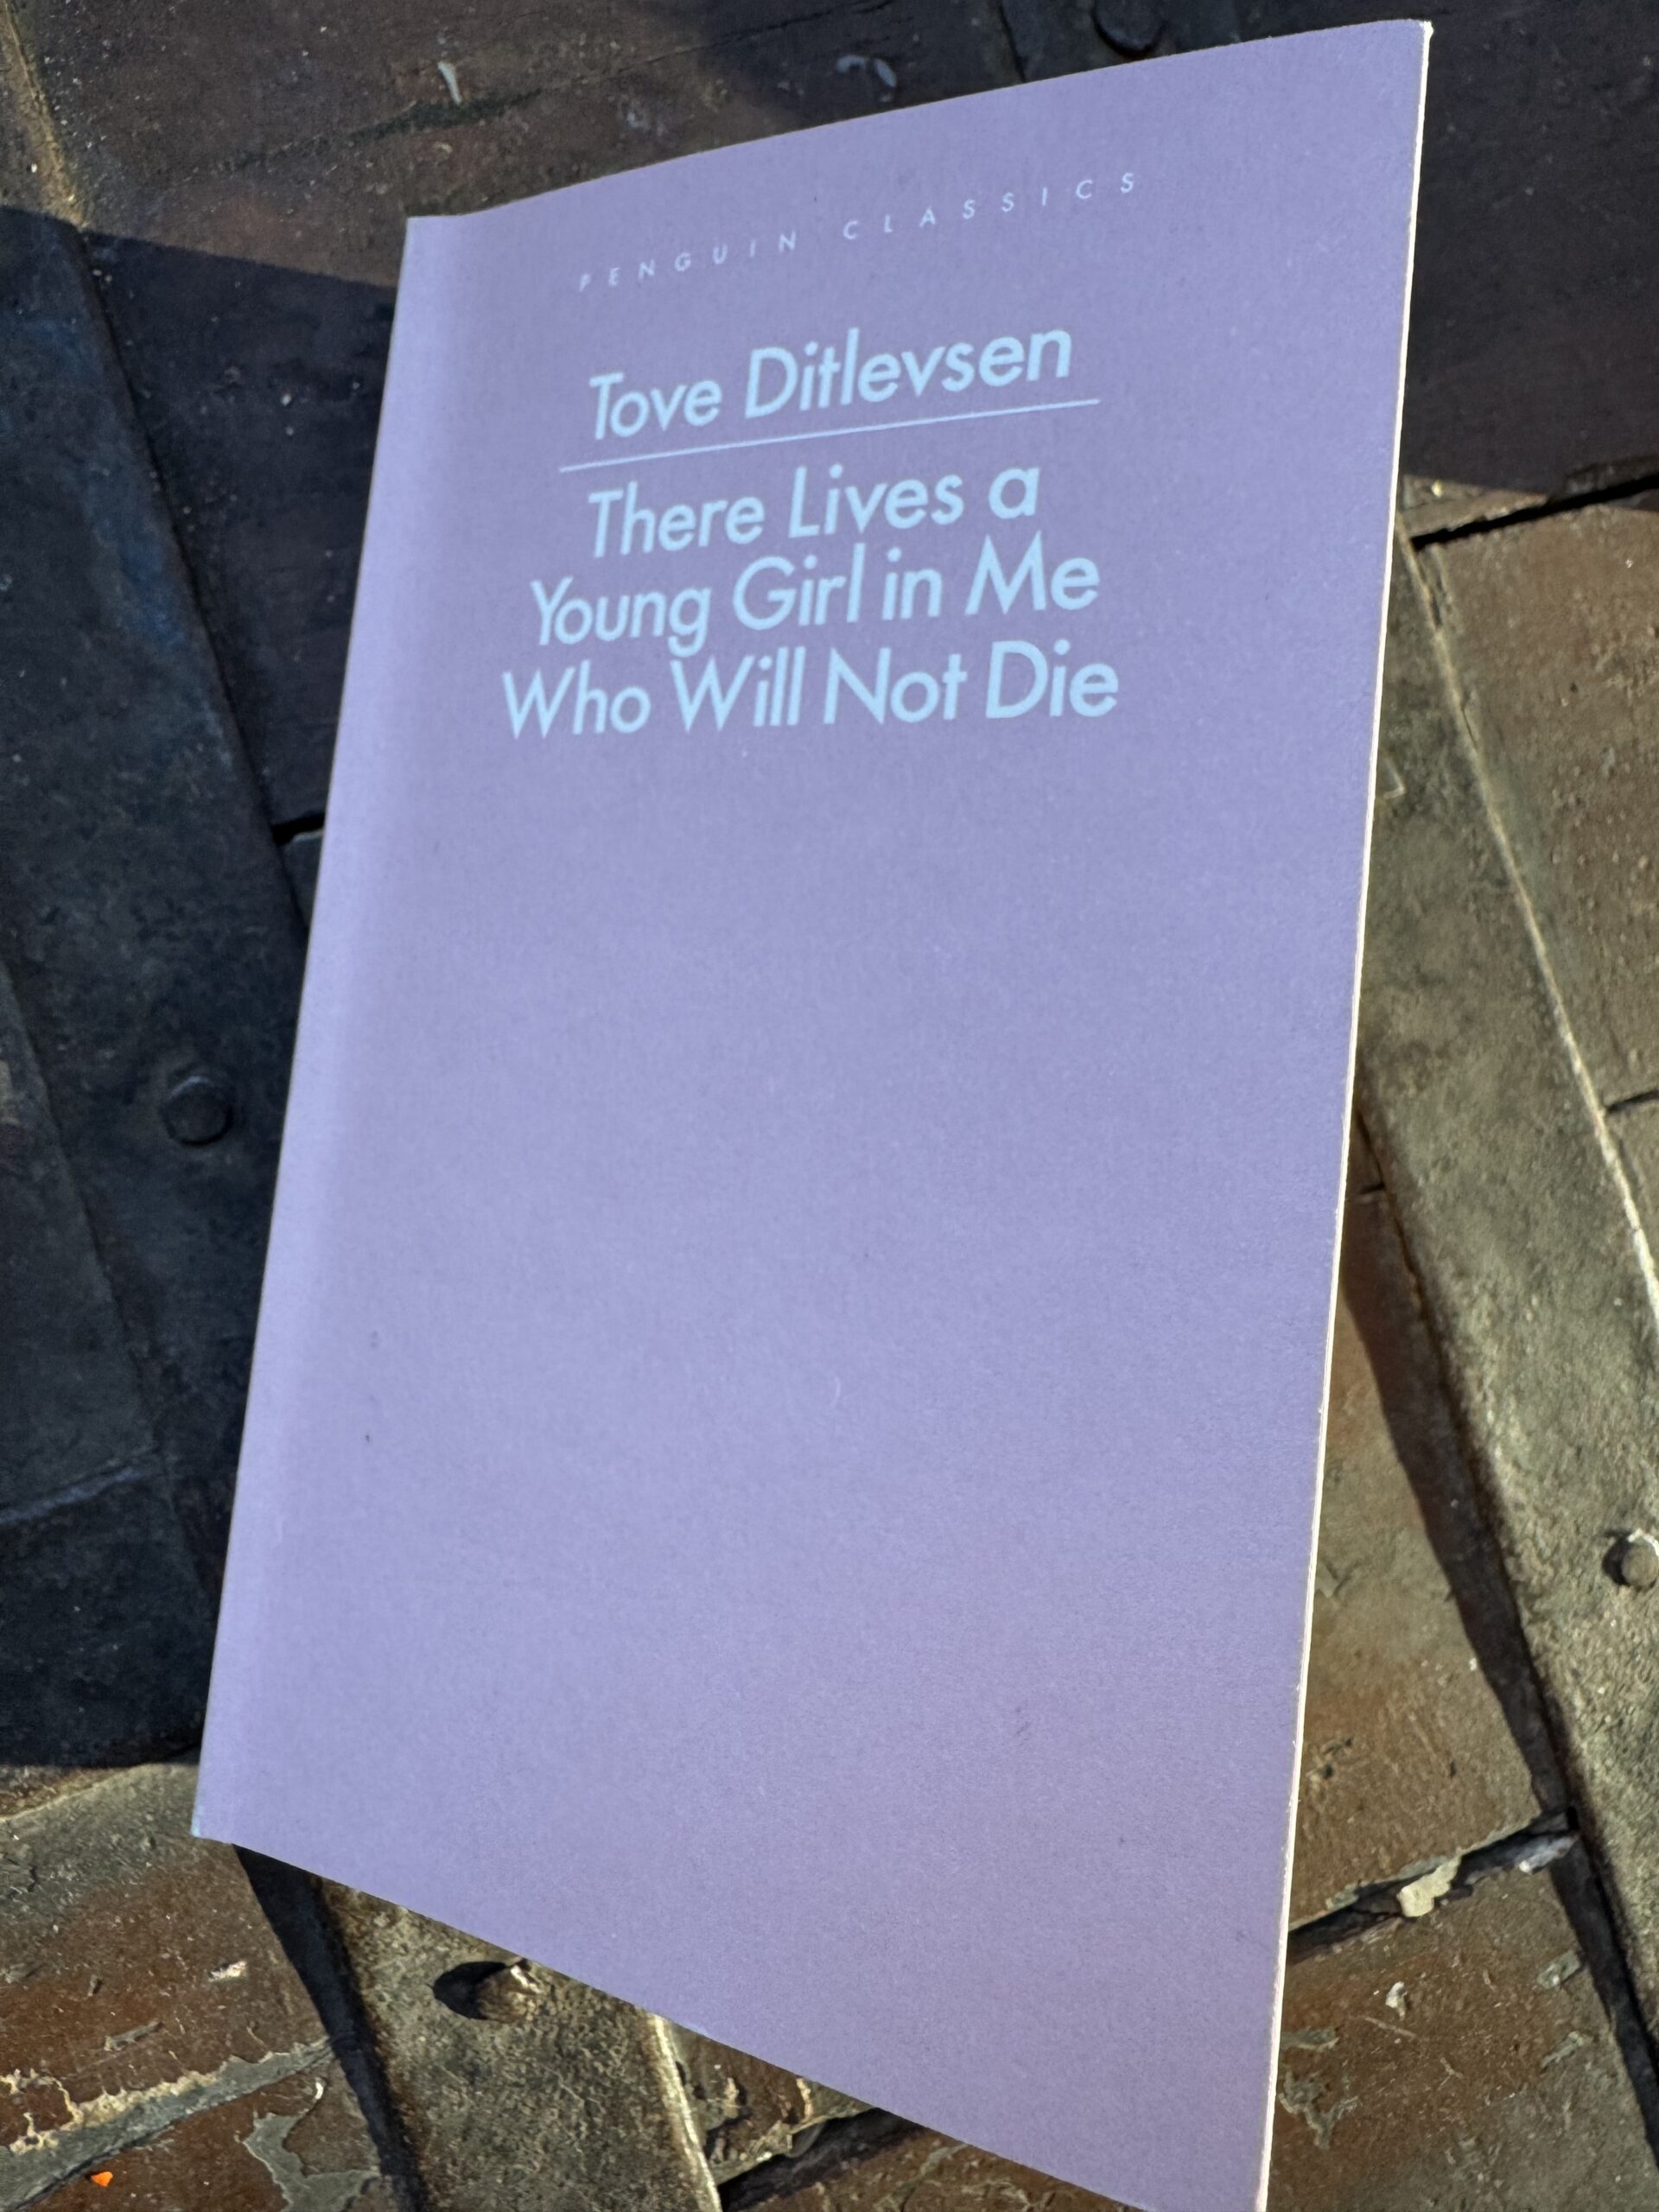 PENGUIN CLASSICS
Tove Ditlevsen
There Lives a
Young Girl in Me
Who Will Not Die